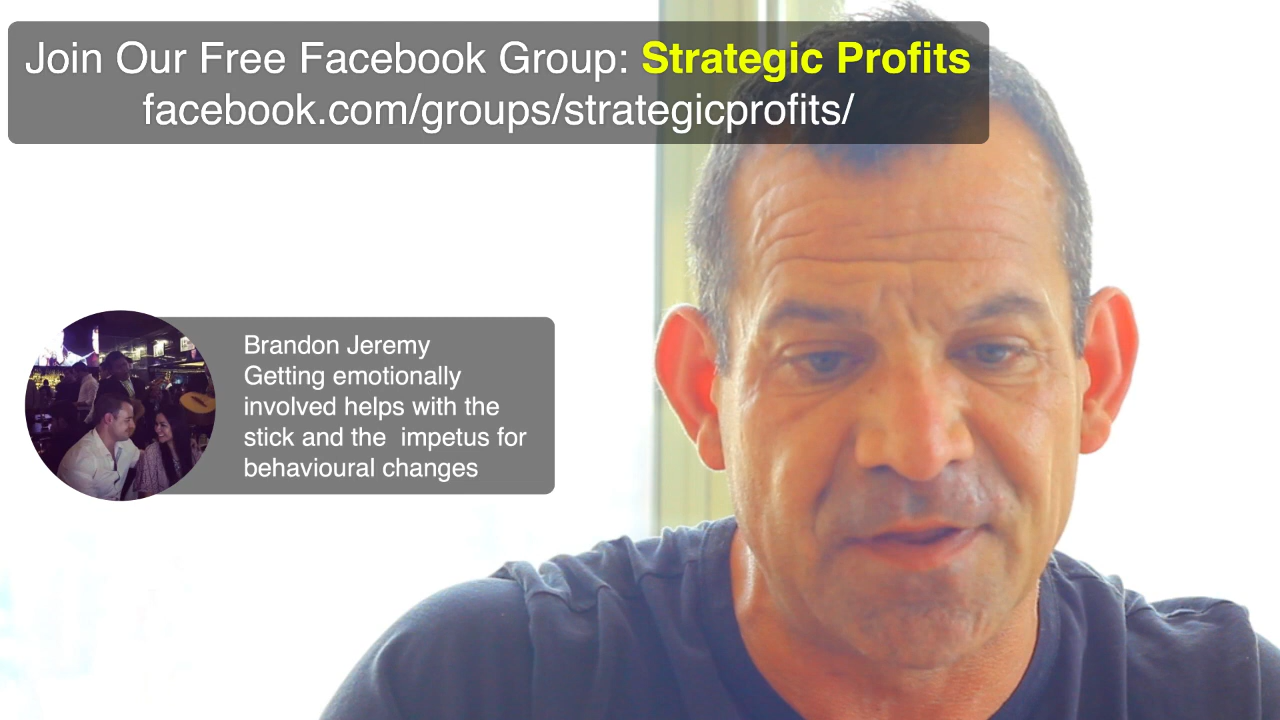 Join Our Free Facebook Group: Strategic Profits
facebook.com/groups/strategicprofits/
Brandon Jeremy
Getting emotionally
involved helps with the
stick and the  impetus for
behavioural changes